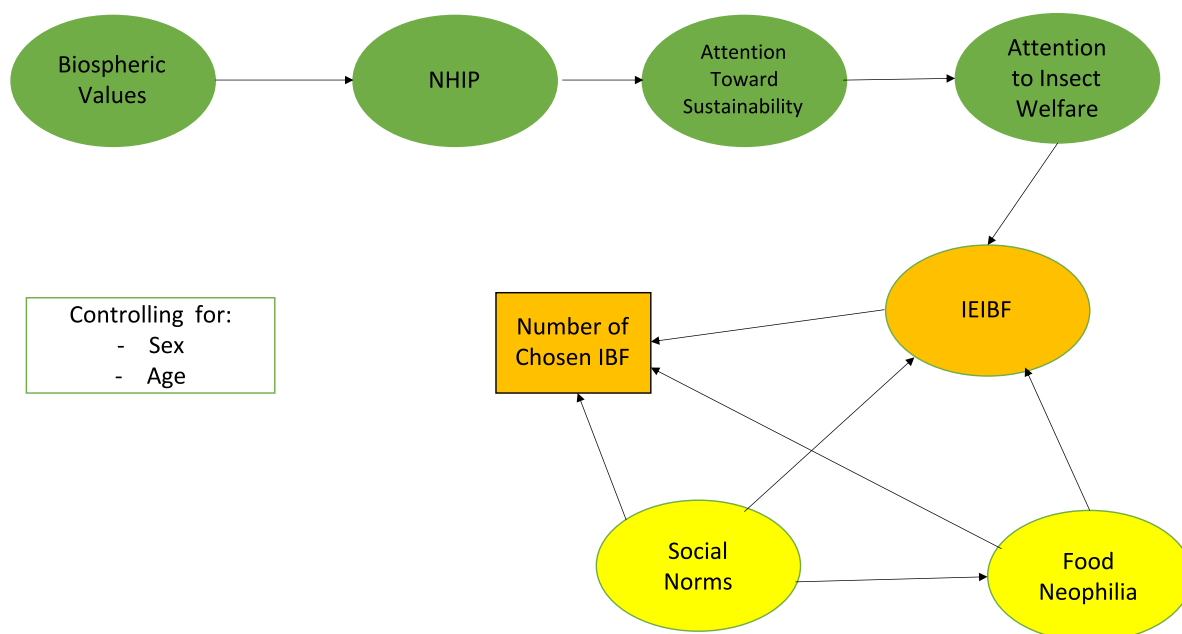 Biospheric
Values
NHIP
Attention
Toward
Sustainability
Attention
to Insect
Welfare
Controlling for:
- Sex
- Age
Number of
Chosen IBF
IEIBF
Social
Norms
Food
Neophilia